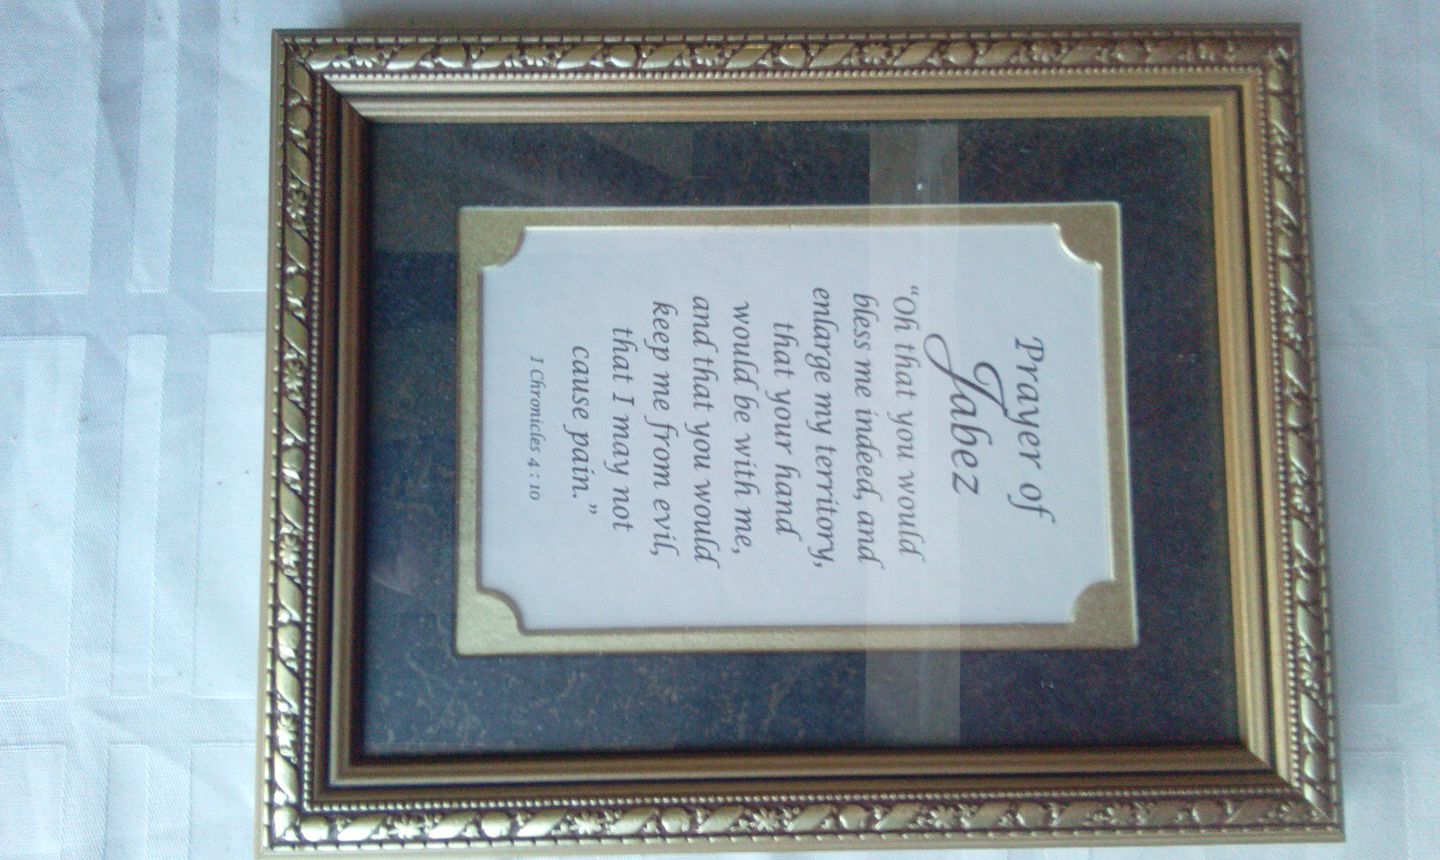 Prayer of
Jabez
“Oh that you would
bless me indeed, and
enlarge my territory,
that your hand
would be with me,
and that you would
keep me from evil,
that I may not
cause pain.”
1 Chronicles 4 : 10